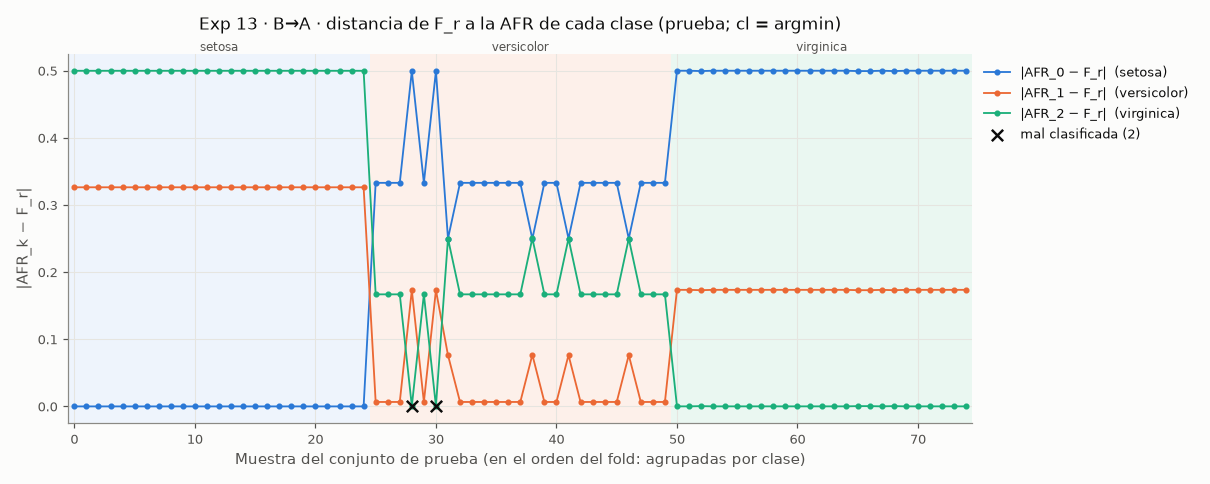 Exp 13 · B→A · distancia de F_r a la AFR de cada clase (prueba; cl = argmin)
setosa versicolor virginica
|AFR_0 − F_r| (setosa)
|AFR_1 − F_r| (versicolor)
|AFR_2 − F_r| (virginica)
mal clasificada (2)
|AFR_k − F_r|
0.5
0.4
0.3
0.2
0.1
0.0
0 10 20 30 40 50 60 70
Muestra del conjunto de prueba (en el orden del fold: agrupadas por clase)